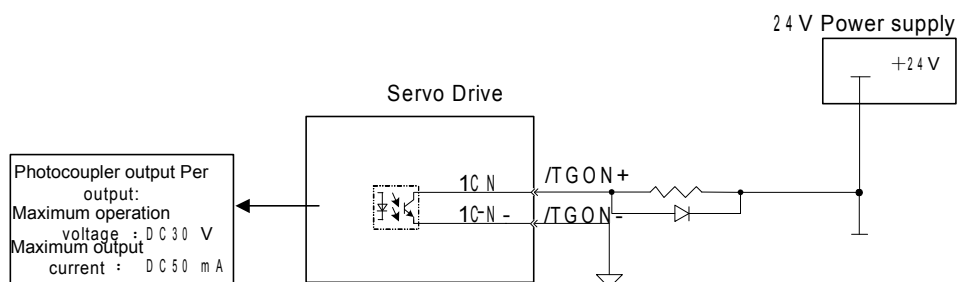 24V Power supply
+24V
Servo Drive
Photocoupler output Per
output:
Maximum operation
voltage : DC30 V
Maximum output
current : DC50 mA
1CN
/TGON+
1C-N -
/TGON-